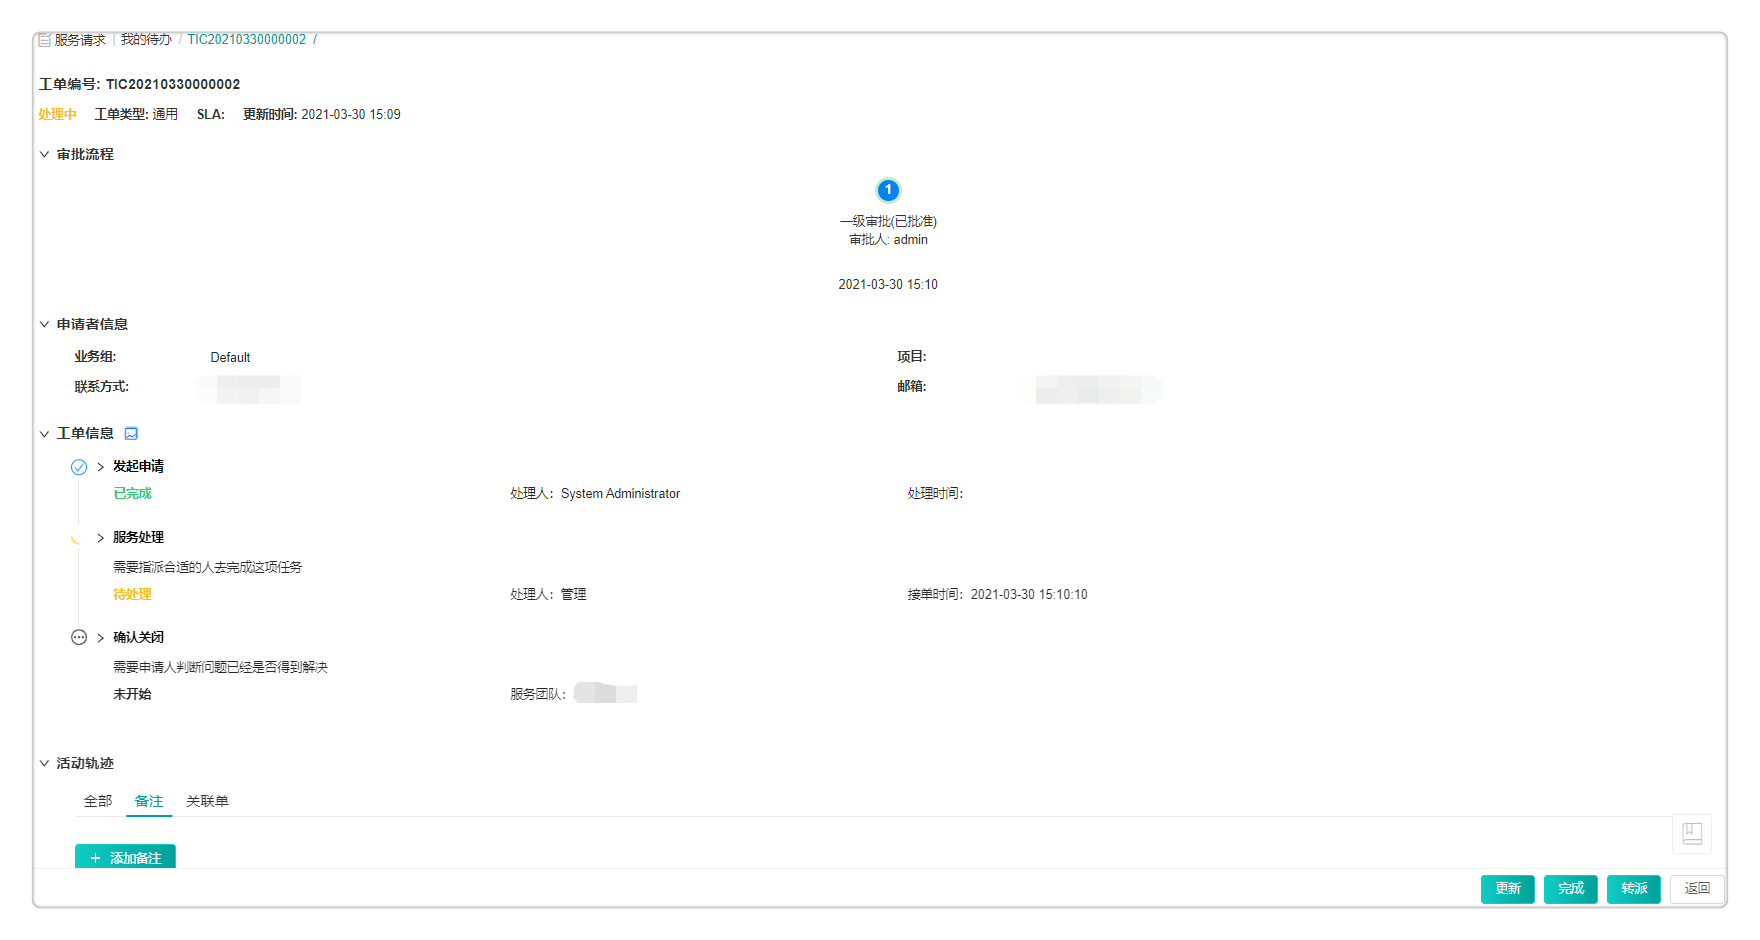 服务请求 | 我的待办 / TIC20210330000002 /
工单编号: TIC20210330000002
处理中 工单类型: 通用 SLA: 更新时间: 2021-03-30 15:09
审批流程
1
一级审批(已批准)
审批人: admin
2021-03-30 15:10
申请者信息
业务组: Default 项目:
联系方式: 邮箱:
工单信息
发起申请
已完成 处理人: System Administrator 处理时间:
服务处理
需要指派合适的人去完成这项任务
待处理 处理人: 管理 接单时间: 2021-03-30 15:10:10
确认关闭
需要申请人判断问题已经是否得到解决
未开始 服务团队:
活动轨迹
全部 备注 关联单
+ 添加备注
更新 完成 转派 返回